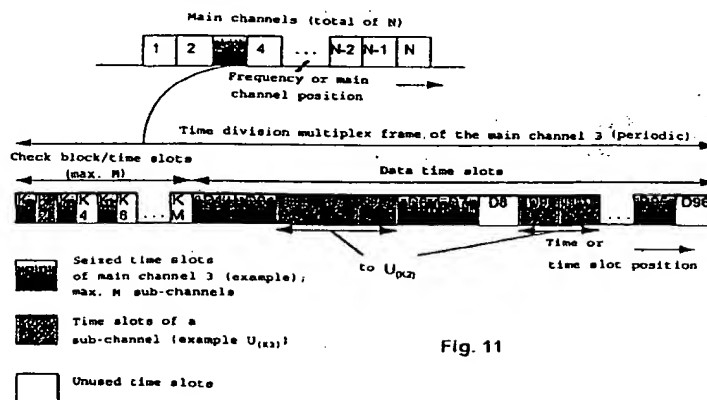 Main channels (total of N)
1 2 4 ... N-2 N-1 N
Frequency or main
channel position
Time division multiplex frame of the main channel 3 (periodic)
Check block/time slots
(max. M)
Data time slots
K 4 K 6 ... K M D8 ... D96
to U(K2)
Time or
time slot position
Seized time slots
of main channel 3 (example);
max. M sub-channels
Time slots of a
sub-channel (example U(K3))
Unused time slots
Fig. 11